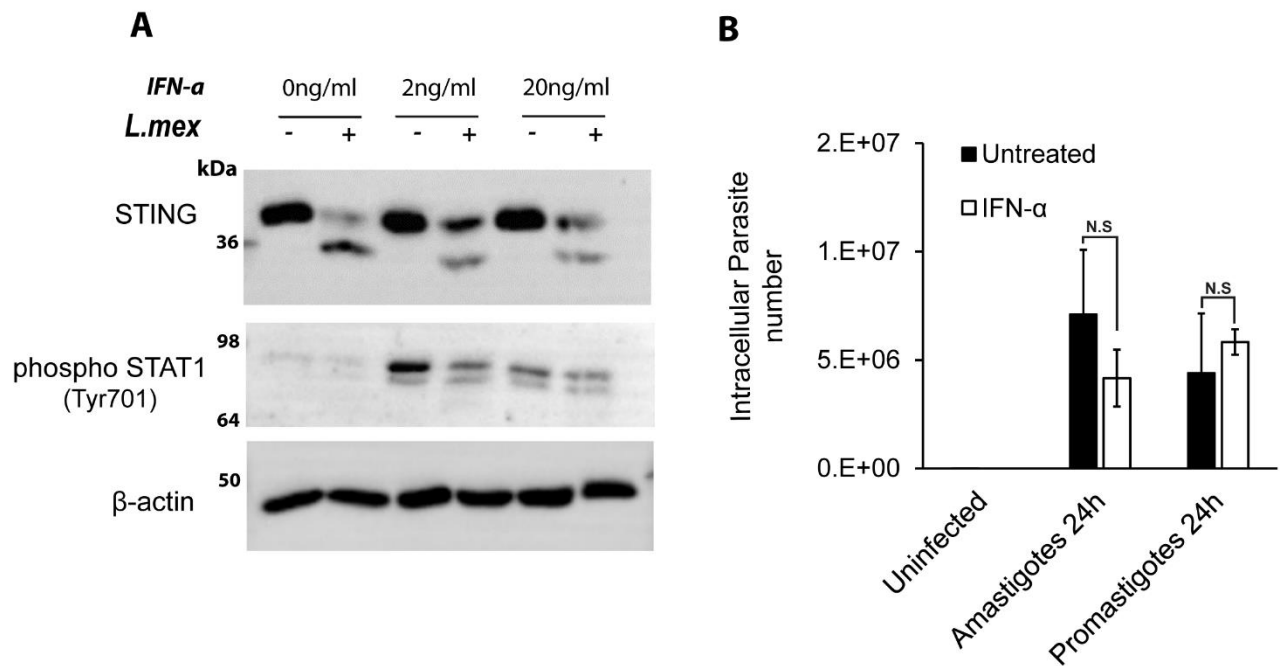 A
IFN-α 0ng/ml 2ng/ml 20ng/ml
L.mex - + - + - +
kDa
STING
36
98
phospho STAT1
(Tyr701)
64
50
β-actin
B
2.E+07
1.E+07
5.E+06
0.E+00
Intracellular Parasite
number
Untreated
IFN-α
N.S
N.S
Uninfected
Amastigotes 24h
Promastigotes 24h